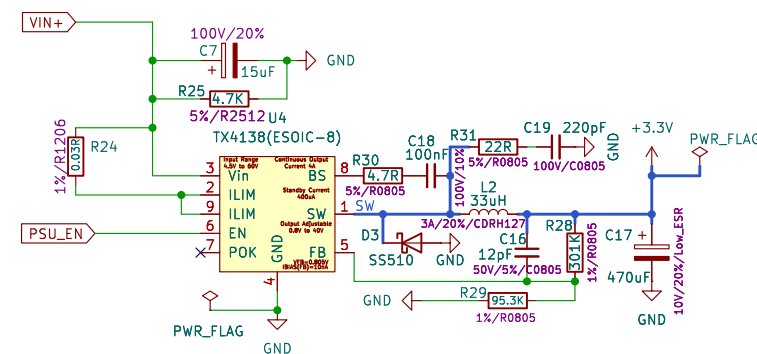 VIN+
100V/20%
C7
+
15uF
GND
R25
4.7K
5%/R2512
U4
TX4138(ESOIC-8)
1%/R1206
0.03R
R24
Input Range
4.5V to 60V
Continuous Output
Current 4A
Standby Current
400uA
Output Adjustable
0.8V to 40V
VFB=0.805V
IBIAS(FB)=10nA
3
Vin
2
ILIM
9
ILIM
PSU_EN
6
EN
7
POK
8
BS
1
SW
5
FB
4
GND
PWR_FLAG
GND
R30
4.7R
5%/R0805
C18
100nF
100V/10%
R31
22R
5%/R0805
C19
220pF
100V/C0805
GND
SW
L2
33uH
3A/20%/CDRH127
D3
SS510
GND
C16
12pF
50V/5%/C0805
R28
301K
1%/R0805
+3.3V
PWR_FLAG
C17
+
470uF
10V/20%/Low_ESR
GND
GND
R29
95.3K
1%/R0805